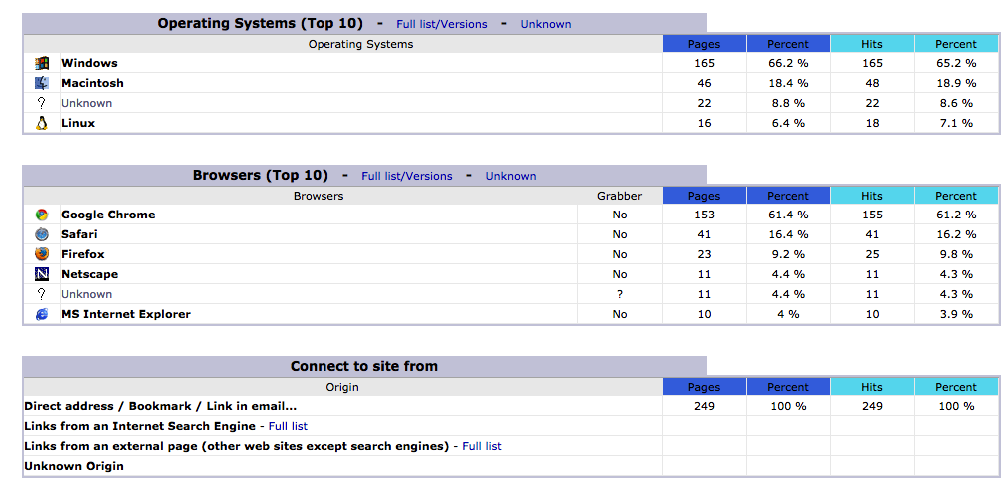 Operating Systems (Top 10) - Full list/Versions - Unknown
Operating Systems Pages Percent Hits Percent
Windows 165 66.2 % 165 65.2 %
Macintosh 46 18.4 % 48 18.9 %
? Unknown 22 8.8 % 22 8.6 %
Linux 16 6.4 % 18 7.1 %
Browsers (Top 10) - Full list/Versions - Unknown
Browsers Grabber Pages Percent Hits Percent
Google Chrome No 153 61.4 % 155 61.2 %
Safari No 41 16.4 % 41 16.2 %
Firefox No 23 9.2 % 25 9.8 %
Netscape No 11 4.4 % 11 4.3 %
? Unknown ? 11 4.4 % 11 4.3 %
MS Internet Explorer No 10 4 % 10 3.9 %
Connect to site from
Origin Pages Percent Hits Percent
Direct address / Bookmark / Link in email... 249 100 % 249 100 %
Links from an Internet Search Engine - Full list
Links from an external page (other web sites except search engines) - Full list
Unknown Origin